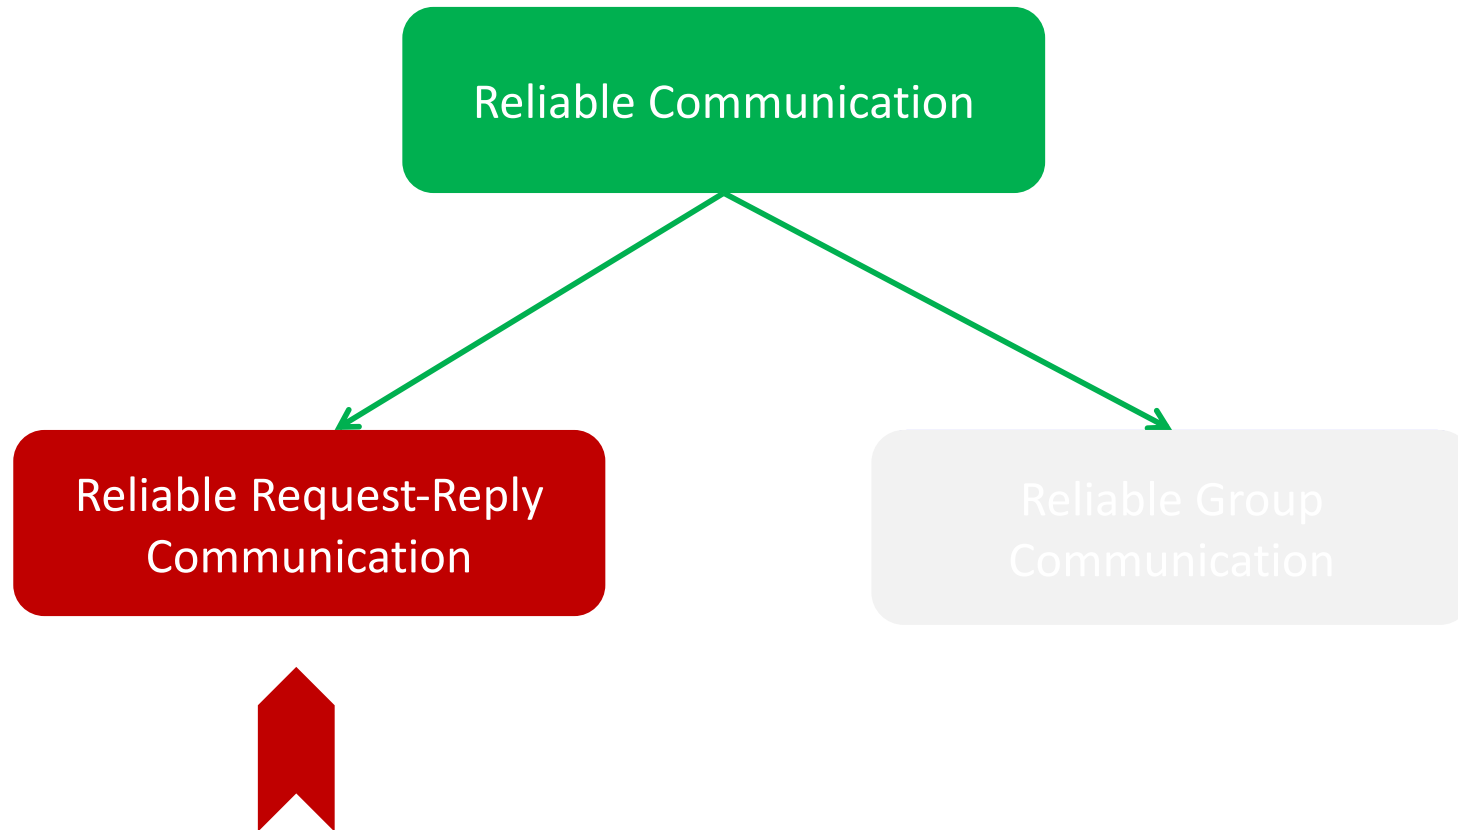 Reliable Communication
Reliable Request-Reply
Communication
Reliable Group
Communication